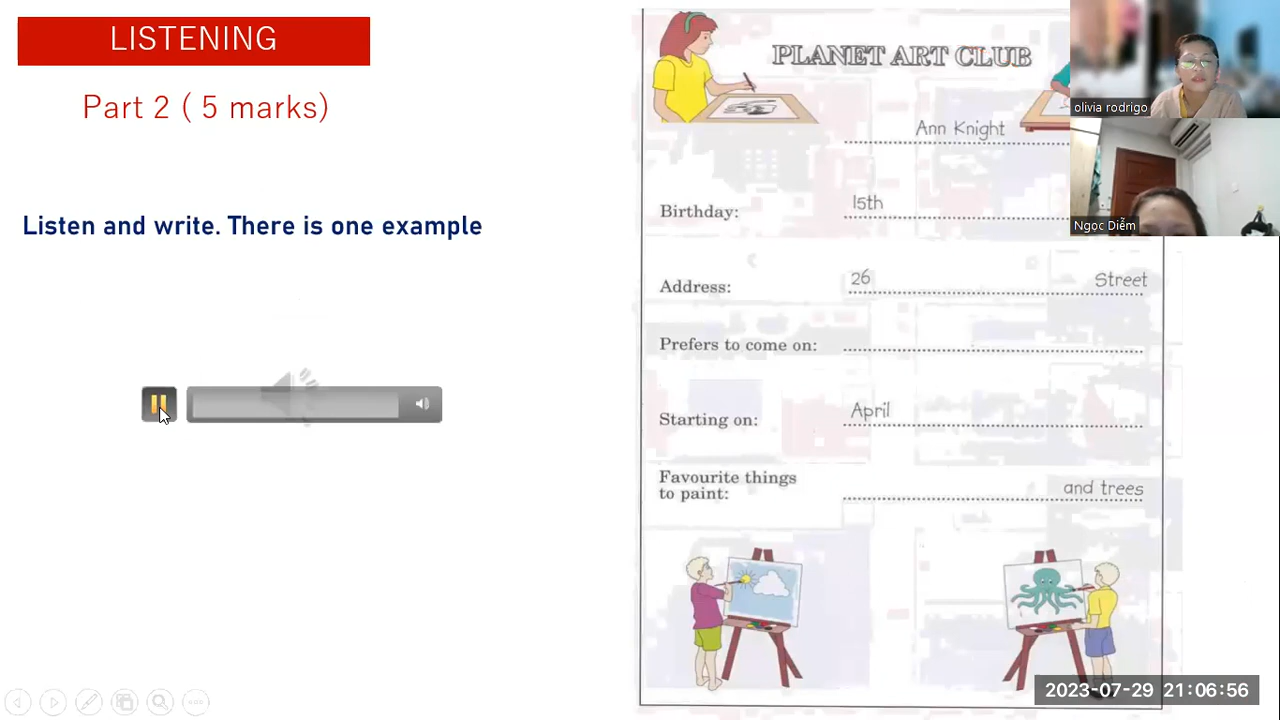 LISTENING
Part 2 ( 5 marks)
Listen and write. There is one example
PLANET ART CLUB
Ann Knight
Birthday: 15th
Address: 26 Street
Prefers to come on:
Starting on: April
Favourite things
to paint: and trees
olivia rodrigo
Ngọc Diễm
2023-07-29 21:06:56